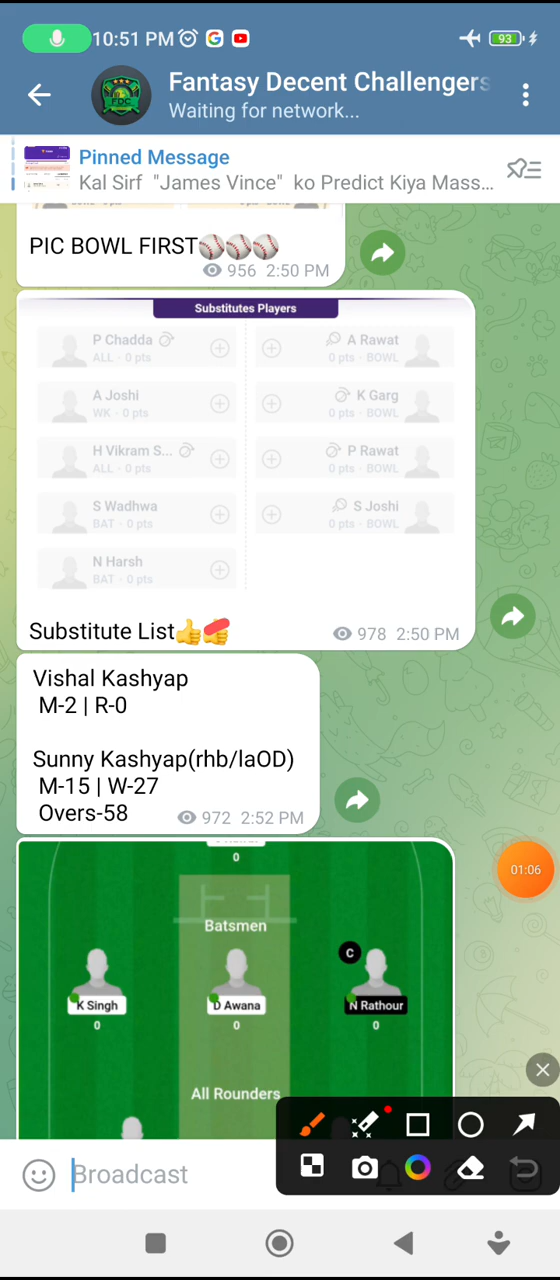 10:51 PM
93
Fantasy Decent Challengers
Waiting for network...
Pinned Message
Kal Sirf "James Vince" ko Predict Kiya Mass...
PIC BOWL FIRST⚾⚾⚾
956 2:50 PM
Substitutes Players
P Chadda
ALL · 0 pts
A Rawat
0 pts · BOWL
A Joshi
WK · 0 pts
K Garg
0 pts · BOWL
H Vikram S...
ALL · 0 pts
P Rawat
0 pts · BOWL
S Wadhwa
BAT · 0 pts
S Joshi
0 pts · BOWL
N Harsh
BAT · 0 pts
Substitute List👍
978 2:50 PM
Vishal Kashyap
M-2 | R-0
Sunny Kashyap(rhb/laOD)
M-15 | W-27
Overs-58
972 2:52 PM
0
01:06
Batsmen
C
K Singh
D Awana
N Rathour
0
0
0
All Rounders
Broadcast